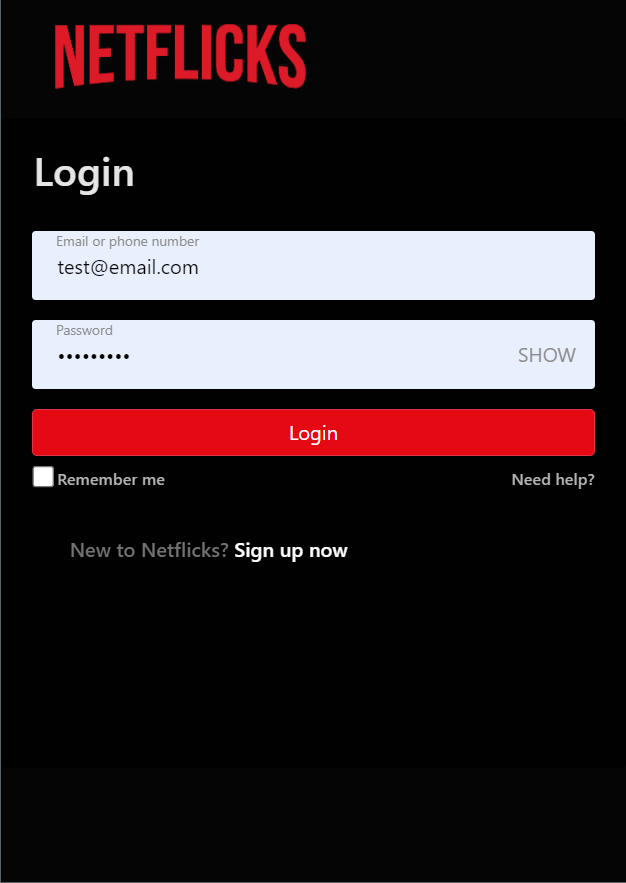 NETFLICKS
Login
Email or phone number
test@email.com
Password
•••••••••
SHOW
Login
Remember me
Need help?
New to Netflicks? Sign up now